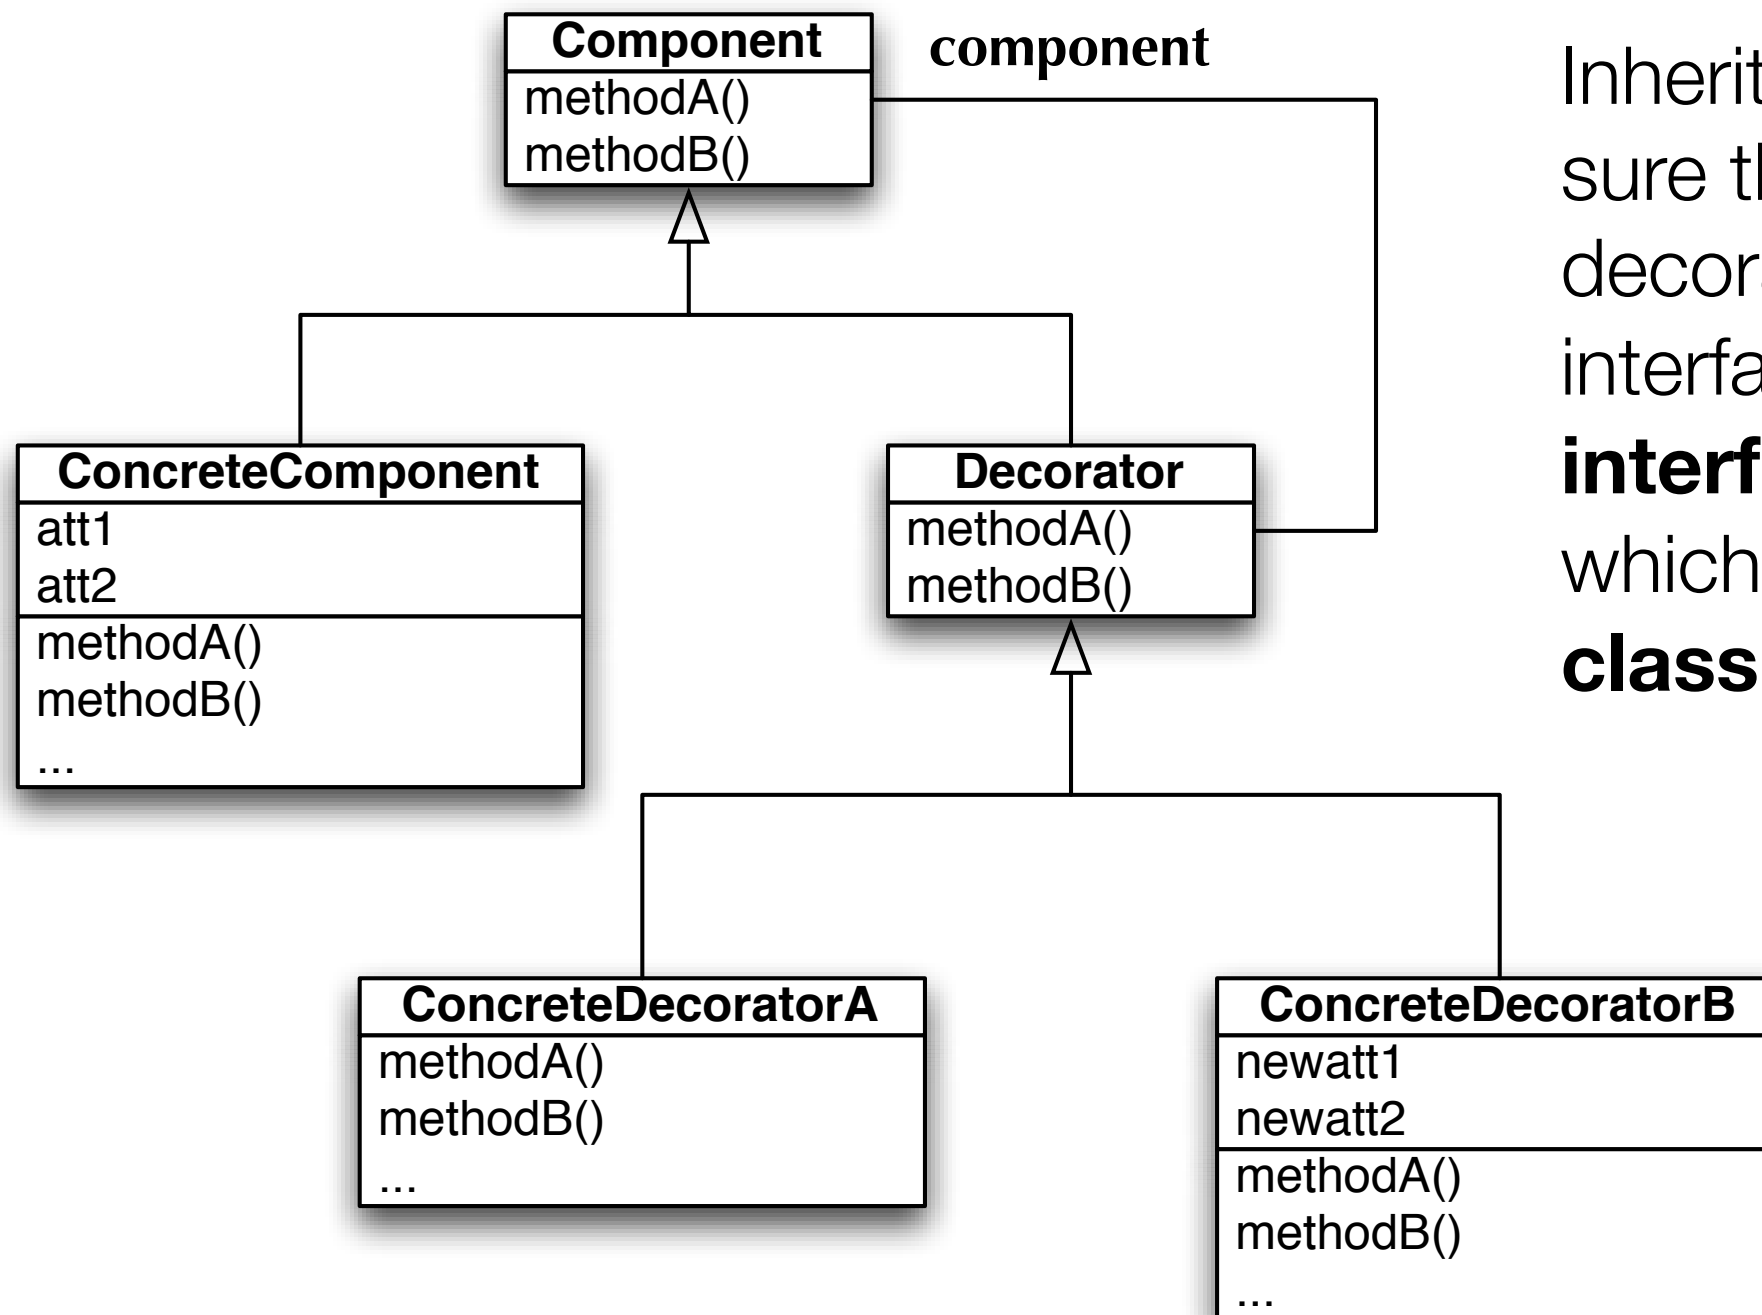 Component
methodA()
methodB()
component
ConcreteComponent
att1
att2
methodA()
methodB()
...
Decorator
methodA()
methodB()
ConcreteDecoratorA
methodA()
methodB()
...
ConcreteDecoratorB
newatt1
newatt2
methodA()
methodB()
...
Inherit
sure
decora
interfa
interf
which
class